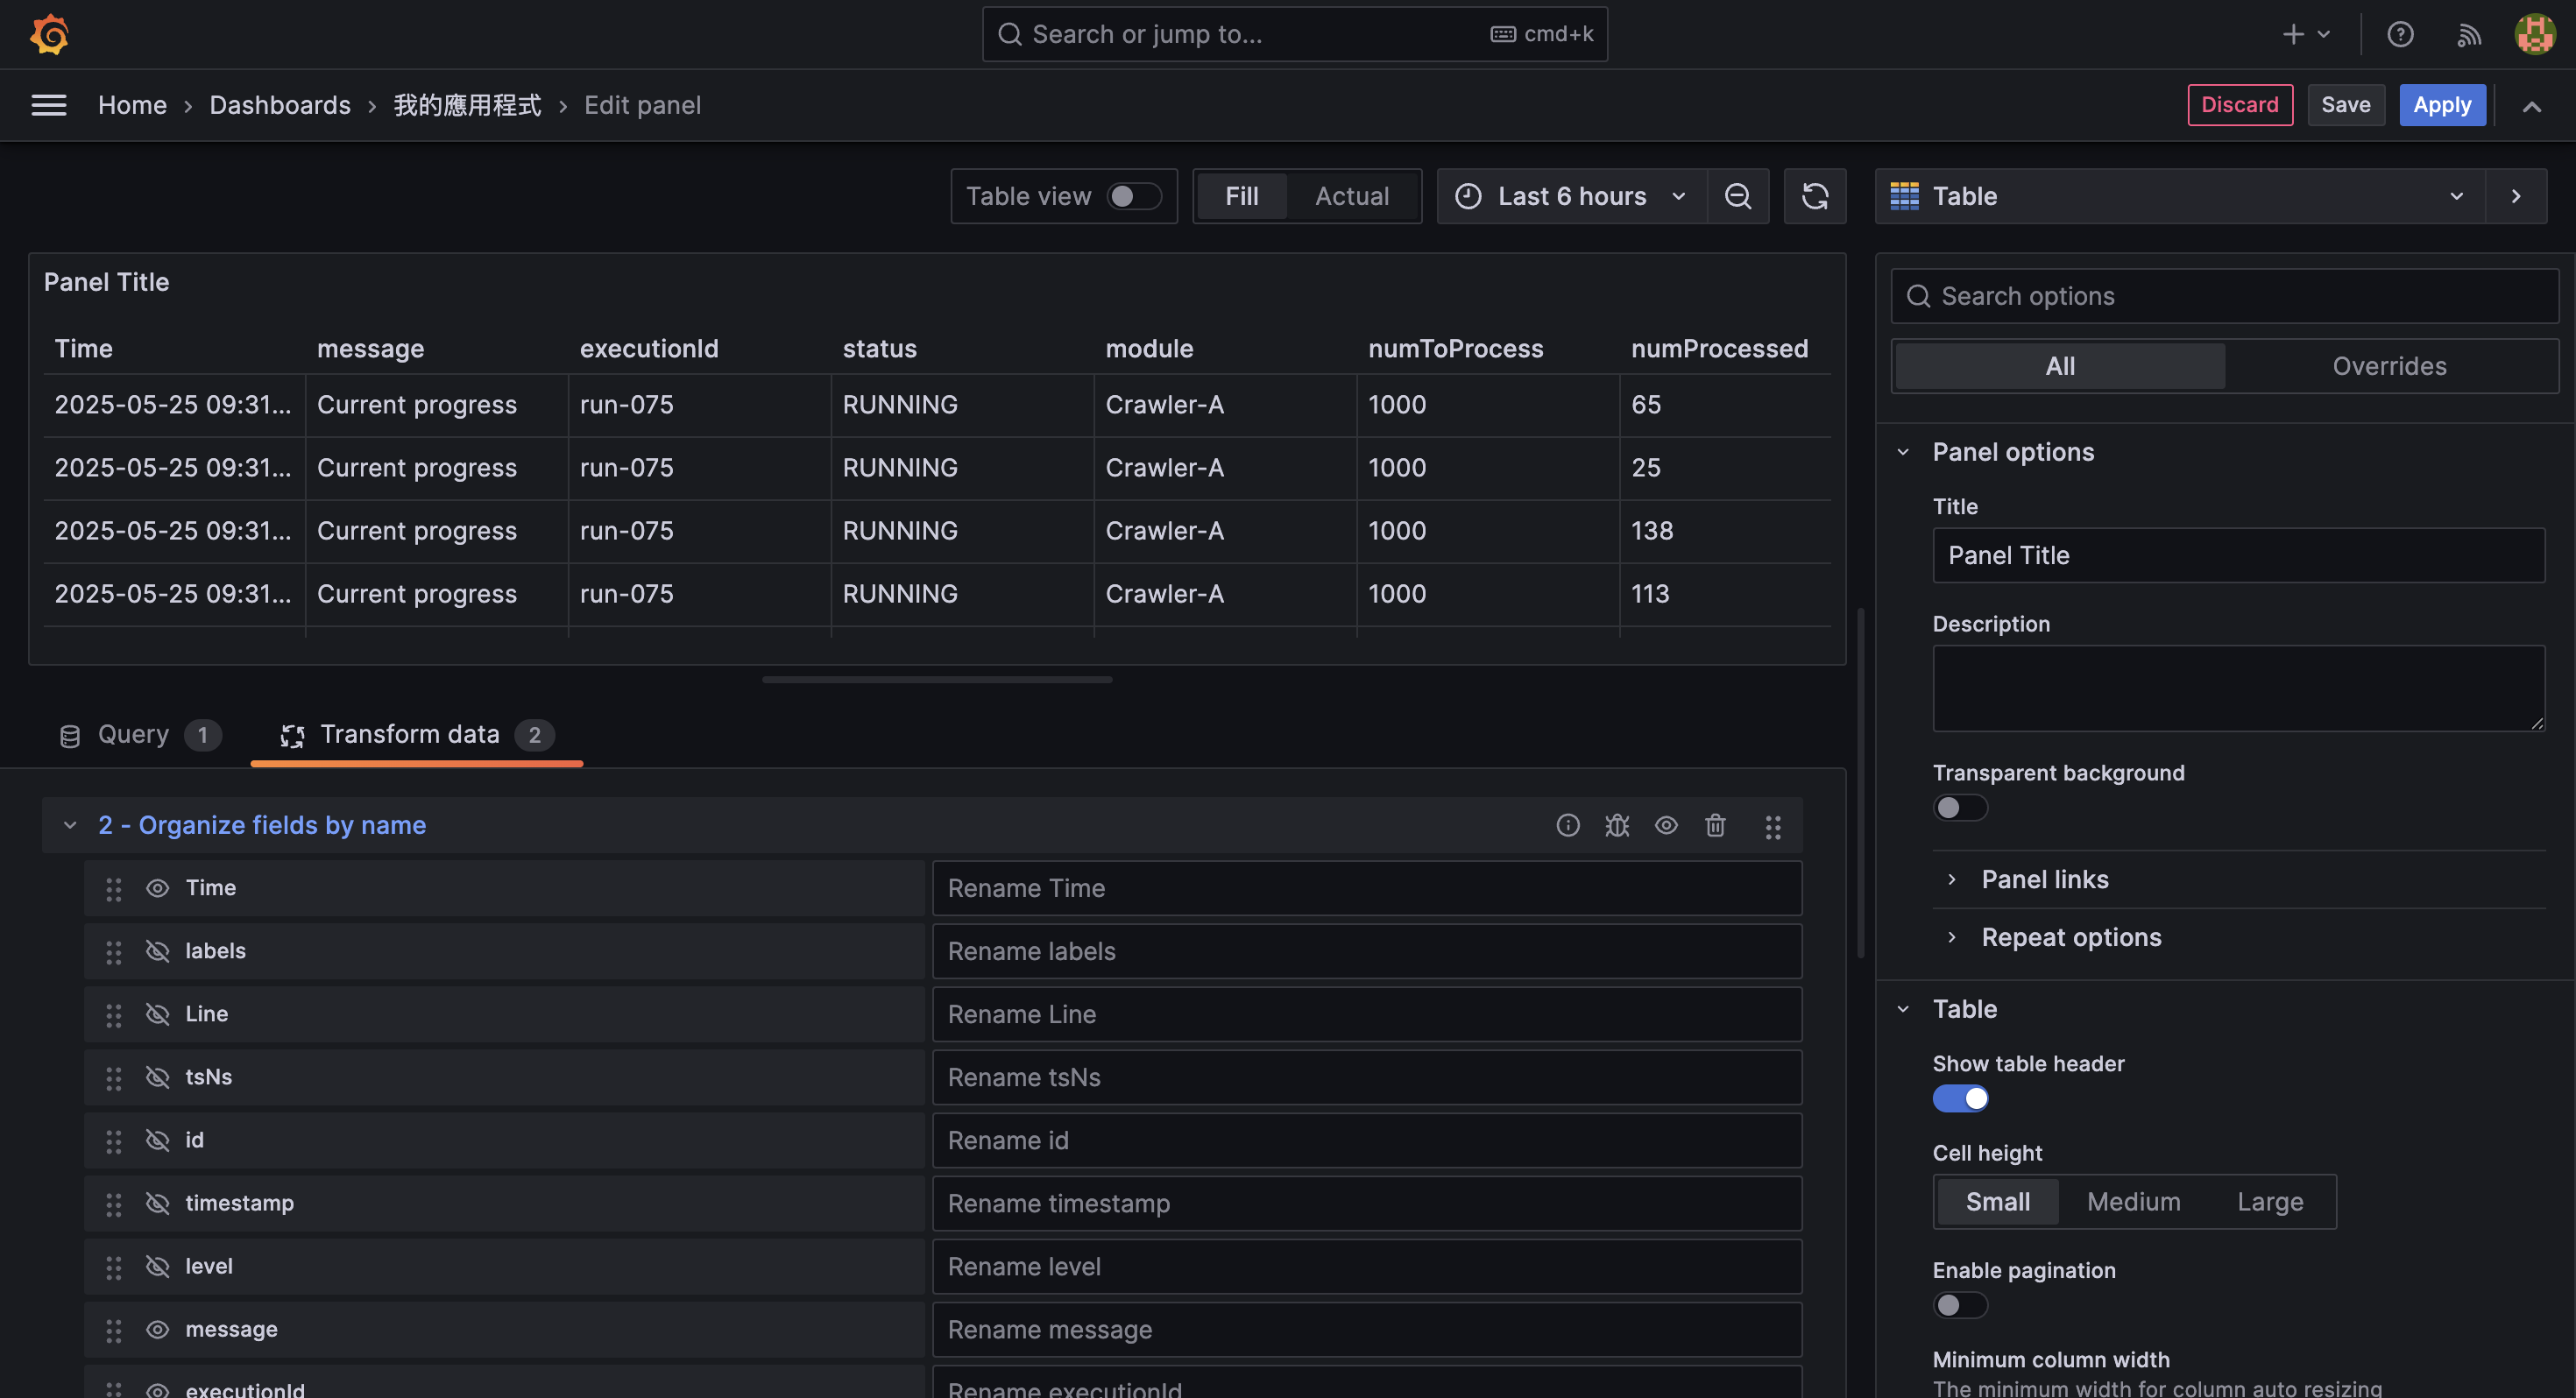 Search or jump to...
cmd+k
Home › Dashboards › 我的應用程式 › Edit panel
Discard
Save
Apply
Table view
Fill
Actual
Last 6 hours
Table
Panel Title
Time message executionId status module numToProcess numProcessed
2025-05-25 09:31... Current progress run-075 RUNNING Crawler-A 1000 65
2025-05-25 09:31... Current progress run-075 RUNNING Crawler-A 1000 25
2025-05-25 09:31... Current progress run-075 RUNNING Crawler-A 1000 138
2025-05-25 09:31... Current progress run-075 RUNNING Crawler-A 1000 113
Query 1
Transform data 2
2 - Organize fields by name
Time Rename Time
labels Rename labels
Line Rename Line
tsNs Rename tsNs
id Rename id
timestamp Rename timestamp
level Rename level
message Rename message
executionId Rename executionId
Search options
All
Overrides
Panel options
Title
Panel Title
Description
Transparent background
Panel links
Repeat options
Table
Show table header
Cell height
Small Medium Large
Enable pagination
Minimum column width
The minimum width for column auto resizing